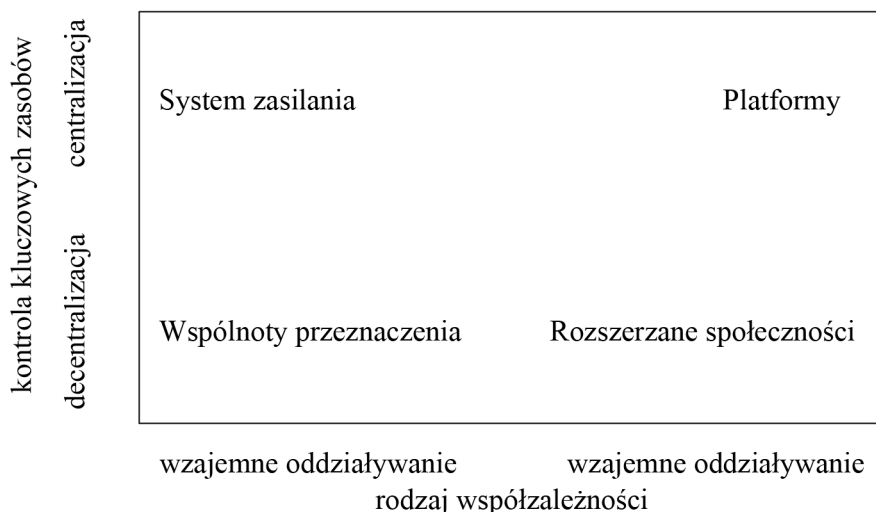 kontrola kluczowych zasobów
centralizacja
decentralizacja
System zasilania
Platformy
Wspólnoty przeznaczenia
Rozszerzane społeczności
wzajemne oddziaływanie
wzajemne oddziaływanie
rodzaj współzależności